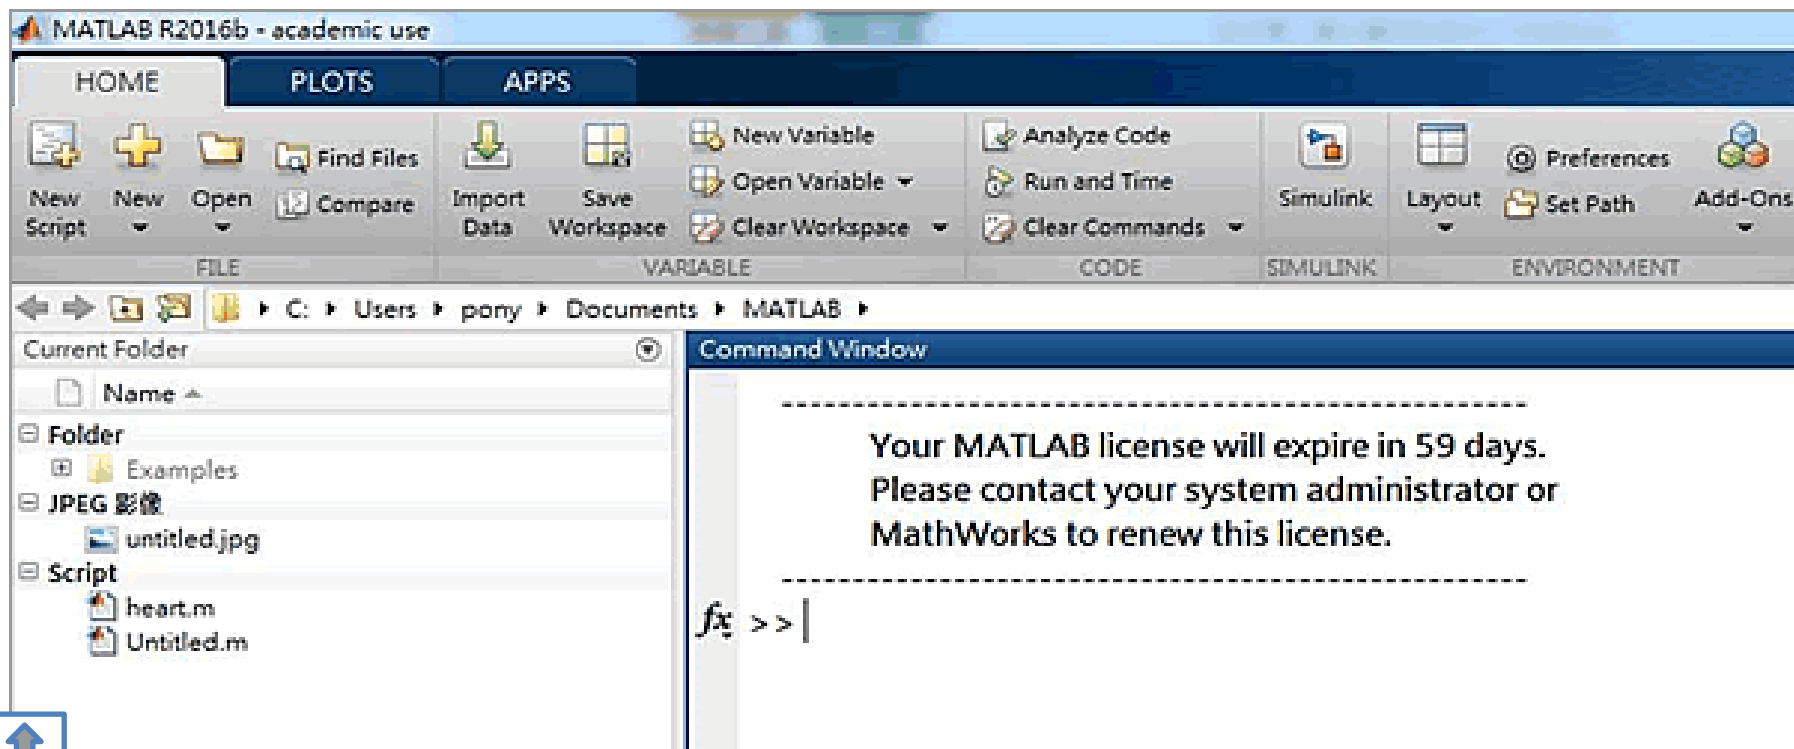 MATLAB R2016b - academic use
HOME PLOTS APPS
New Script
New
Open
Find Files
Compare
FILE
Import Data
Save Workspace
New Variable
Open Variable
Clear Workspace
VARIABLE
Analyze Code
Run and Time
Clear Commands
CODE
Simulink
SIMULINK
Layout
Preferences
Set Path
Add-Ons
ENVIRONMENT
C: Users pony Documents MATLAB
Current Folder
Name
Folder
Examples
JPEG 影像
untitled.jpg
Script
heart.m
Untitled.m
Command Window
Your MATLAB license will expire in 59 days.
Please contact your system administrator or
MathWorks to renew this license.
fx >>